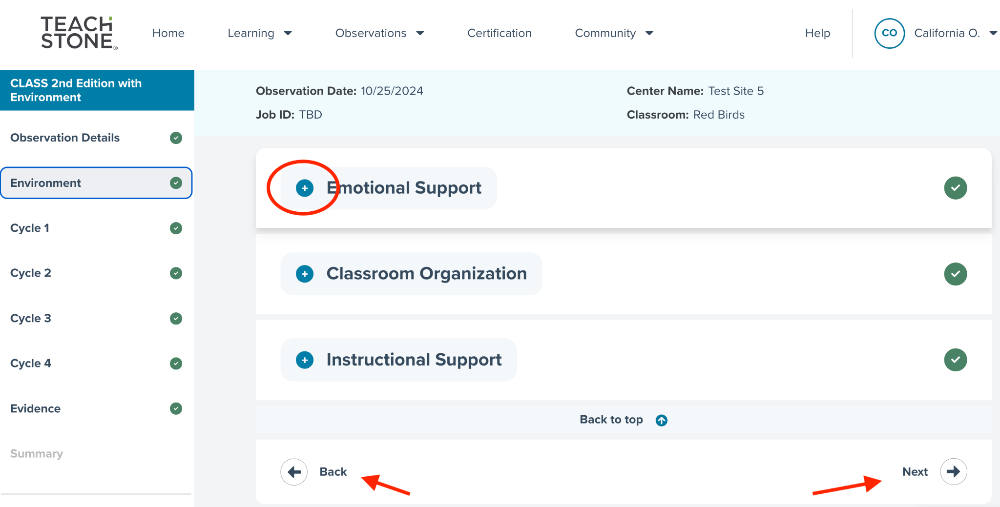 TEACH
STONE®
Home
Learning
Observations
Certification
Community
Help
CO
California O.
CLASS 2nd Edition with
Environment
Observation Details
Environment
Cycle 1
Cycle 2
Cycle 3
Cycle 4
Evidence
Summary
Observation Date: 10/25/2024
Center Name: Test Site 5
Job ID: TBD
Classroom: Red Birds
Emotional Support
Classroom Organization
Instructional Support
Back to top
Back
Next